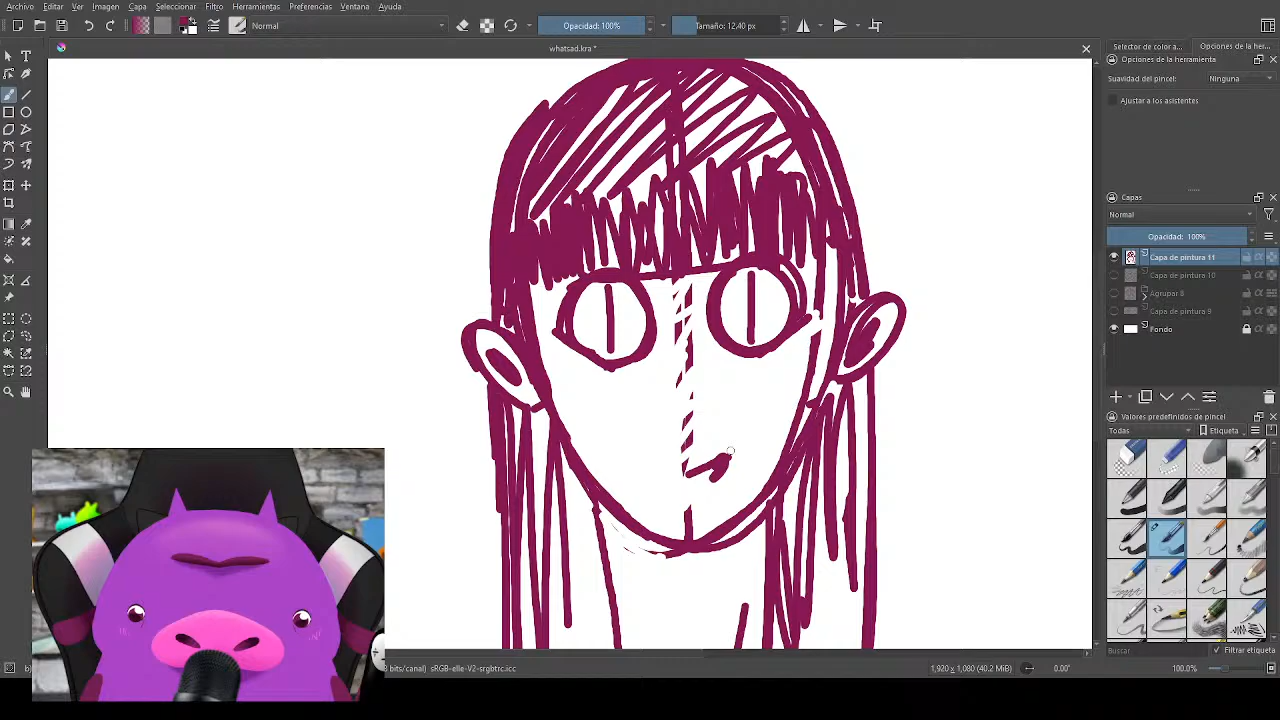 Archivo Editar Ver Imagen Capa Seleccionar Filtro Herramientas Preferencias Ventana Ayuda
Normal Opacidad: 100% Tamaño: 12,40 px
whatsad.kra *
Selector de color a... Opciones de la her...
Opciones de la herramienta
Suavidad del pincel: Ninguna
Ajustar a los asistentes
Capas
Normal
Opacidad: 100%
Capa de pintura 11
Capa de pintura 10
Agrupar 8
Capa de pintura 9
Fondo
Valores predefinidos de pincel
Todas Etiqueta
Buscar Filtrar etiqueta
bits/canal) sRGB-elle-V2-srgbtrc.icc 1,920 x 1,080 (40.2 MiB) 0.00° 100.0%